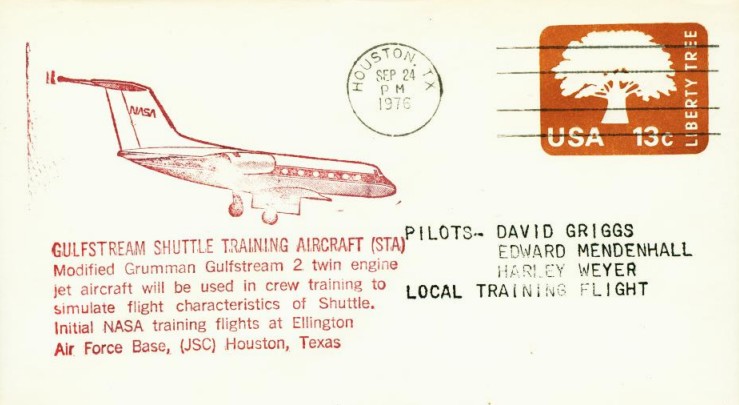 HOUSTON, TX
SEP 24
PM
1976
USA 13c
LIBERTY TREE
NASA
GULFSTREAM SHUTTLE TRAINING AIRCRAFT (STA)
Modified Grumman Gulfstream 2 twin engine
jet aircraft will be used in crew training to
simulate flight characteristics of Shuttle.
Initial NASA training flights at Ellington
Air Force Base, (JSC) Houston, Texas
PILOTS- DAVID GRIGGS
EDWARD MENDENHALL
HARLEY WEYER
LOCAL TRAINING FLIGHT